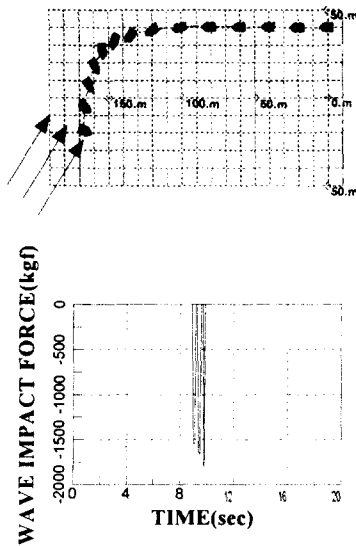 50.m
150.m
100.m
50.m
0.m
50.m
WAVE IMPACT FORCE(kgf)
0
-500
-1000
-1500
-2000
0
4
8
12
16
20
TIME(sec)